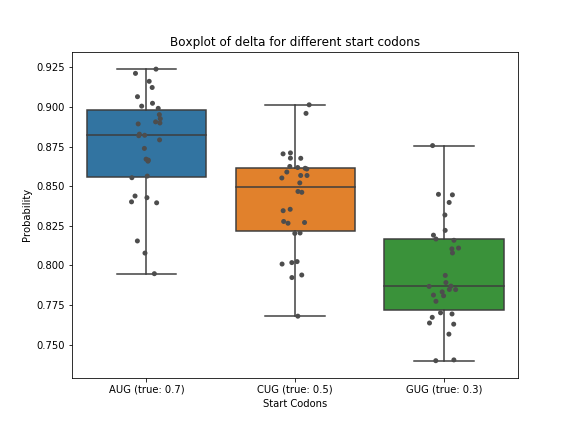 Boxplot of delta for different start codons
0.925
0.900
0.875
0.850
0.825
0.800
0.775
0.750
Probability
AUG (true: 0.7) CUG (true: 0.5) GUG (true: 0.3)
Start Codons